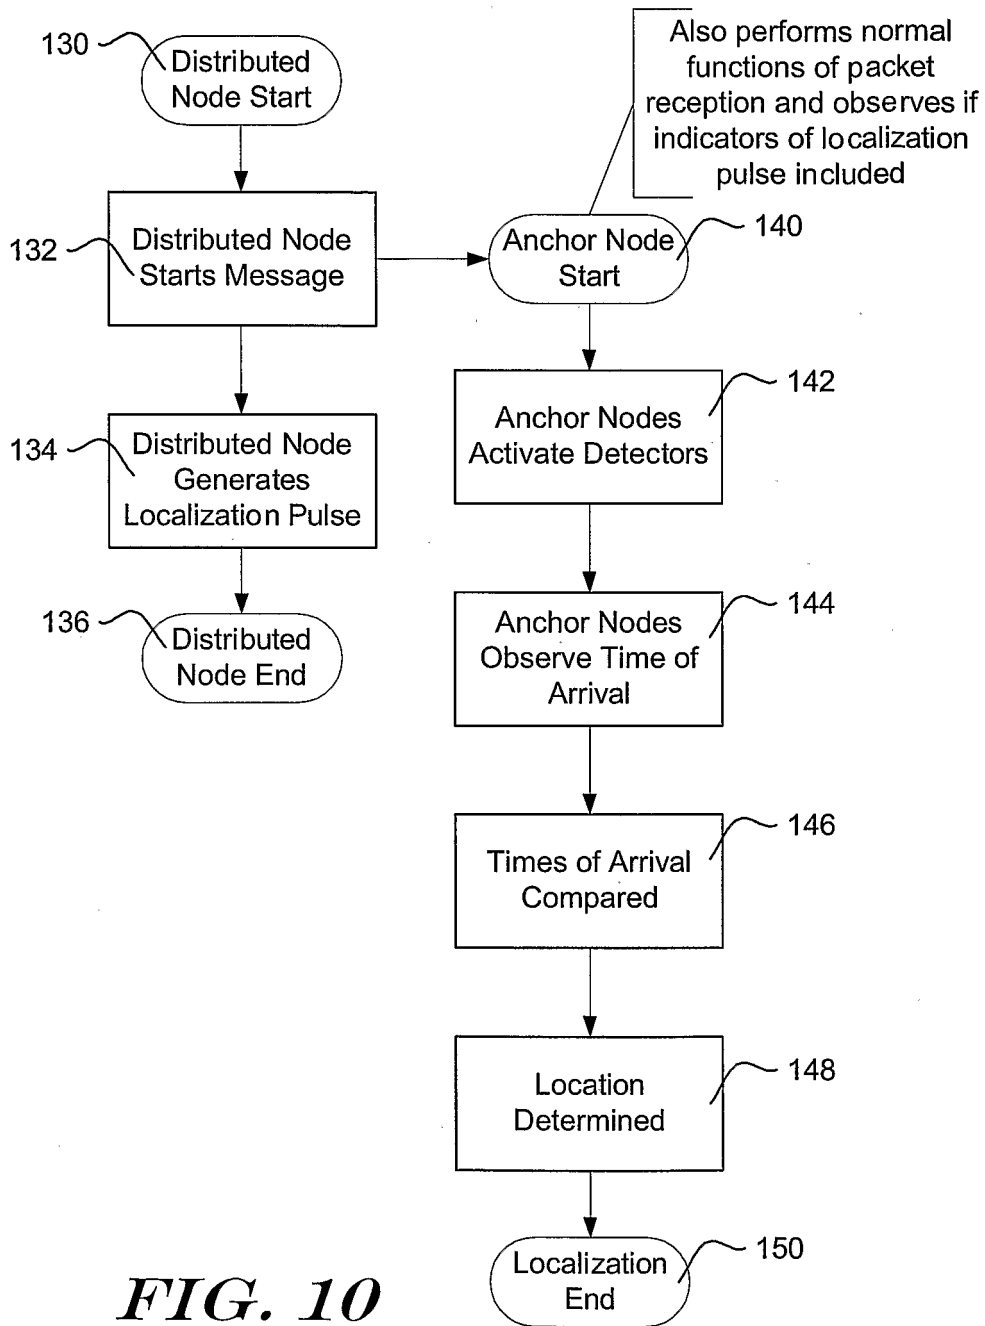 130
Distributed
Node Start
Also performs normal
functions of packet
reception and observes if
indicators of localization
pulse included
132
Distributed Node
Starts Message
Anchor Node
Start
140
134
Distributed Node
Generates
Localization Pulse
Anchor Nodes
Activate Detectors
142
136
Distributed
Node End
Anchor Nodes
Observe Time of
Arrival
144
Times of Arrival
Compared
146
Location
Determined
148
Localization
End
150
FIG. 10